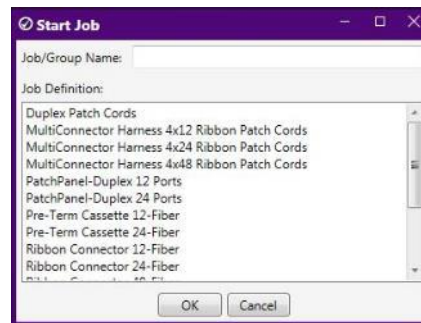 Start Job
Job/Group Name:
Job Definition:
Duplex Patch Cords
MultiConnector Harness 4x12 Ribbon Patch Cords
MultiConnector Harness 4x24 Ribbon Patch Cords
MultiConnector Harness 4x48 Ribbon Patch Cords
PatchPanel-Duplex 12 Ports
PatchPanel-Duplex 24 Ports
Pre-Term Cassette 12-Fiber
Pre-Term Cassette 24-Fiber
Ribbon Connector 12-Fiber
Ribbon Connector 24-Fiber
OK Cancel